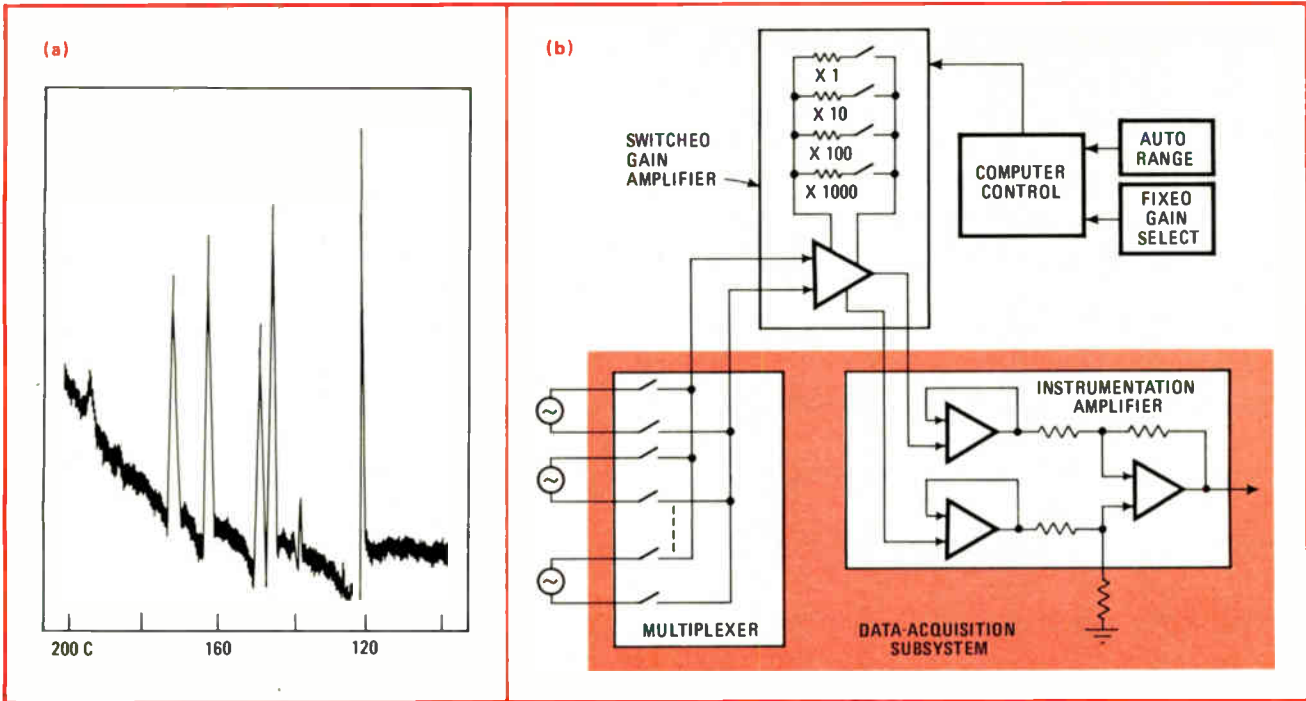 (a)
200 C
160
120
(b)
X 1
X 10
X 100
X 1000
SWITCHEO
GAIN
AMPLIFIER
COMPUTER
CONTROL
AUTO
RANGE
FIXEO
GAIN
SELECT
MULTIPLEXER
INSTRUMENTATION
AMPLIFIER
DATA-ACQUISITION
SUBSYSTEM